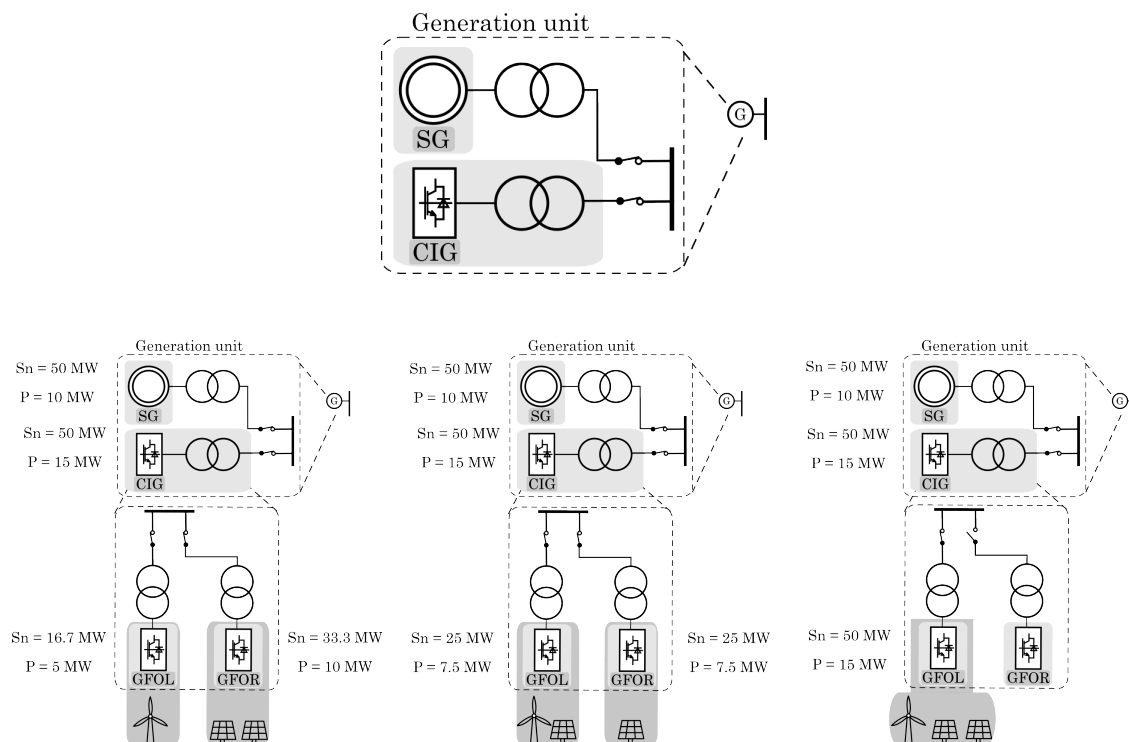 Generation unit
SG
G
CIG
Generation unit
Sn = 50 MW
P = 10 MW
SG
G
Sn = 50 MW
P = 15 MW
CIG
Sn = 16.7 MW
P = 5 MW
GFOL
GFOR
Sn = 33.3 MW
P = 10 MW
Generation unit
Sn = 50 MW
P = 10 MW
SG
G
Sn = 50 MW
P = 15 MW
CIG
Sn = 25 MW
P = 7.5 MW
GFOL
GFOR
Sn = 25 MW
P = 7.5 MW
Generation unit
Sn = 50 MW
P = 10 MW
SG
G
Sn = 50 MW
P = 15 MW
CIG
Sn = 50 MW
P = 15 MW
GFOL
GFOR